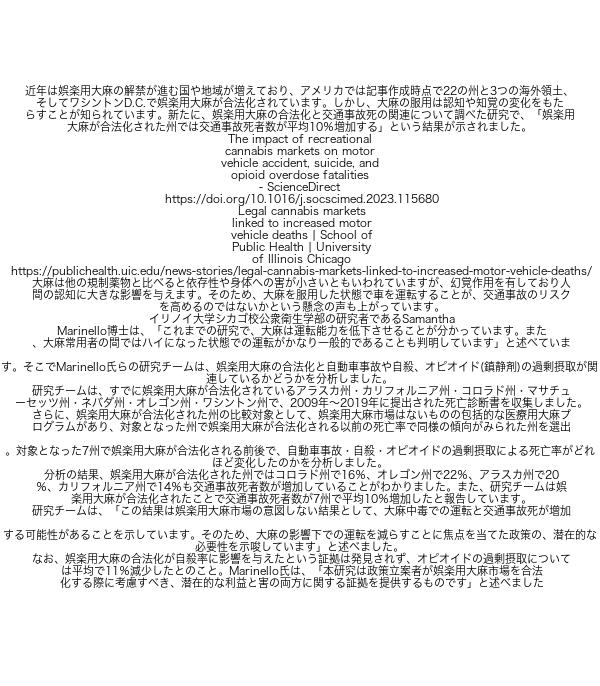 近年は娯楽用大麻の解禁が進む国や地域が増えており、アメリカでは記事作成時点で22の州と3つの海外領土、
そしてワシントンD.C.で娯楽用大麻が合法化されています。しかし、大麻の服用は認知や知覚の変化をもた
らすことが知られています。新たに、娯楽用大麻の合法化と交通事故死の関連について調べた研究で、「娯楽用
大麻が合法化された州では交通事故死者数が平均10%増加する」という結果が示されました。
The impact of recreational
cannabis markets on motor
vehicle accident, suicide, and
opioid overdose fatalities
- ScienceDirect
https://doi.org/10.1016/j.socscimed.2023.115680
Legal cannabis markets
linked to increased motor
vehicle deaths | School of
Public Health | University
of Illinois Chicago
https://publichealth.uic.edu/news-stories/legal-cannabis-markets-linked-to-increased-motor-vehicle-deaths/
大麻は他の規制薬物と比べると依存性や身体への害が小さいともいわれていますが、幻覚作用を有しており人
間の認知に大きな影響を与えます。そのため、大麻を服用した状態で車を運転することが、交通事故のリスク
を高めるのではないかという懸念の声も上がっています。
イリノイ大学シカゴ校公衆衛生学部の研究者であるSamantha
Marinello博士は、「これまでの研究で、大麻は運転能力を低下させることが分かっています。また
、大麻常用者の間ではハイになった状態での運転がかなり一般的であることも判明しています」と述べていま
す。そこでMarinello氏らの研究チームは、娯楽用大麻の合法化と自動車事故や自殺、オピオイド(鎮静剤)の過剰摂取が関
連しているかどうかを分析しました。
研究チームは、すでに娯楽用大麻が合法化されているアラスカ州・カリフォルニア州・コロラド州・マサチュ
ーセッツ州・ネバダ州・オレゴン州・ワシントン州で、2009年～2019年に提出された死亡診断書を収集しました。
さらに、娯楽用大麻が合法化された州の比較対象として、娯楽用大麻市場はないものの包括的な医療用大麻プ
ログラムがあり、対象となった州で娯楽用大麻が合法化される以前の死亡率で同様の傾向がみられた州を選出
。対象となった7州で娯楽用大麻が合法化される前後で、自動車事故・自殺・オピオイドの過剰摂取による死亡率がどれ
ほど変化したのかを分析しました。
分析の結果、娯楽用大麻が合法化された州ではコロラド州で16%、オレゴン州で22%、アラスカ州で20
%、カリフォルニア州で14%も交通事故死者数が増加していることがわかりました。また、研究チームは娯
楽用大麻が合法化されたことで交通事故死者数が7州で平均10%増加したと報告しています。
研究チームは、「この結果は娯楽用大麻市場の意図しない結果として、大麻中毒での運転と交通事故死が増加
する可能性があることを示しています。そのため、大麻の影響下での運転を減らすことに焦点を当てた政策の、潜在的な
必要性を示唆しています」と述べました。
なお、娯楽用大麻の合法化が自殺率に影響を与えたという証拠は発見されず、オピオイドの過剰摂取について
は平均で11%減少したとのこと。Marinello氏は、「本研究は政策立案者が娯楽用大麻市場を合法
化する際に考慮すべき、潜在的な利益と害の両方に関する証拠を提供するものです」と述べました